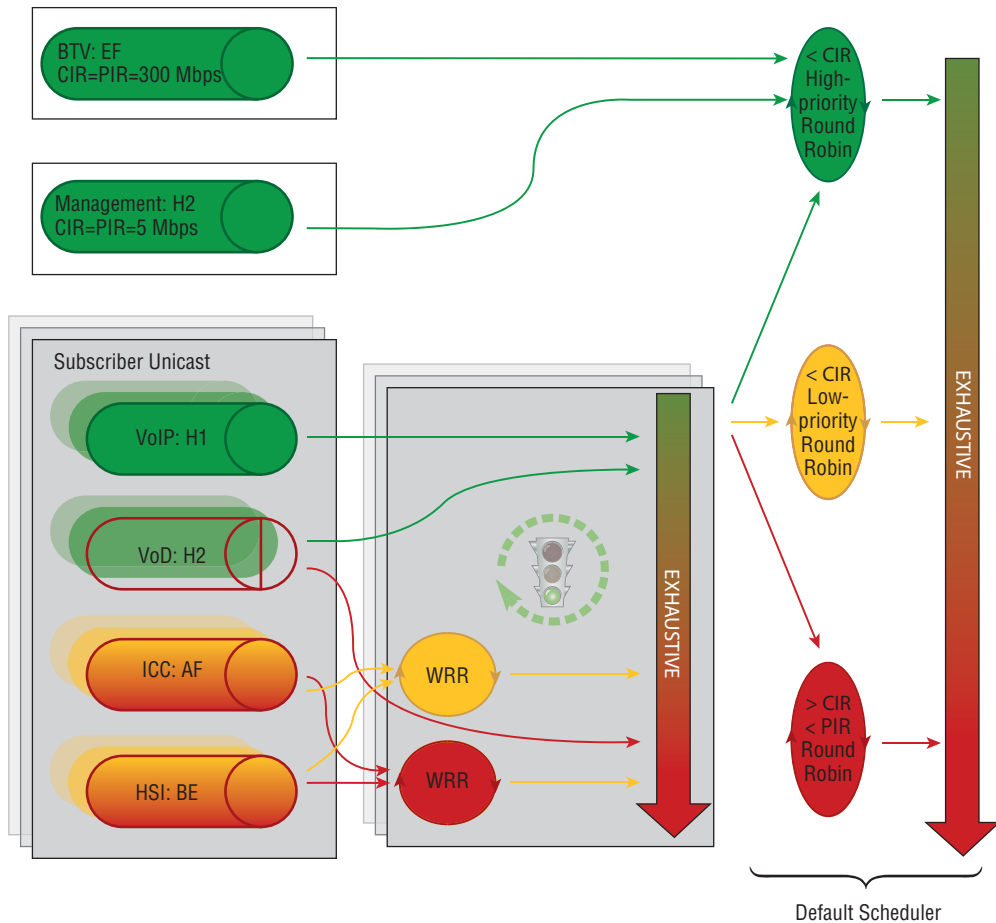 BTV: EF
CIR=PIR=300 Mbps
Management: H2
CIR=PIR=5 Mbps
Subscriber Unicast
VoIP: H1
VoD: H2
ICC: AF
HSI: BE
WRR
WRR
EXHAUSTIVE
< CIR
High-
priority
Round
Robin
< CIR
Low-
priority
Round
Robin
> CIR
< PIR
Round
Robin
EXHAUSTIVE
Default Scheduler